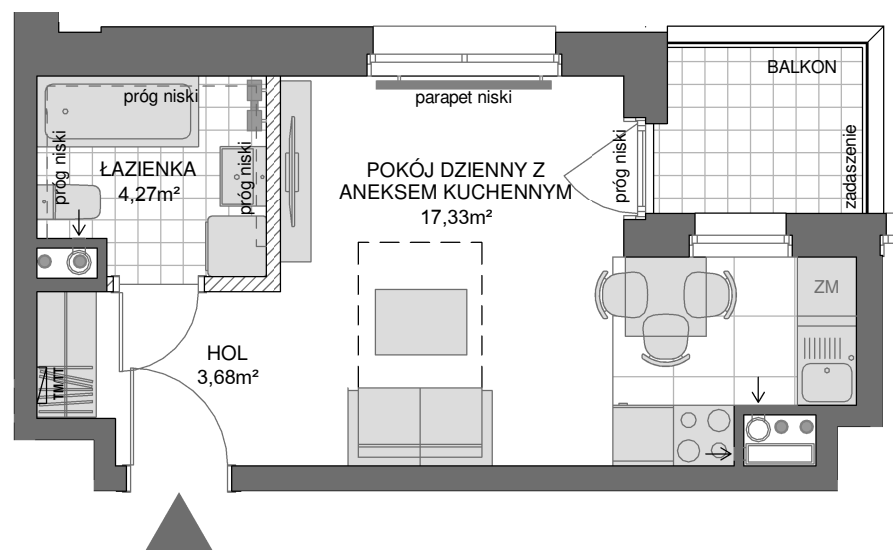 BALKON
próg niski
parapet niski
zadaszenie
próg niski
ŁAZIENKA
4,27m²
próg niski
POKÓJ DZIENNY Z
ANEKSEM KUCHENNYM
17,33m²
próg niski
ZM
HOL
3,68m²
TM/TT